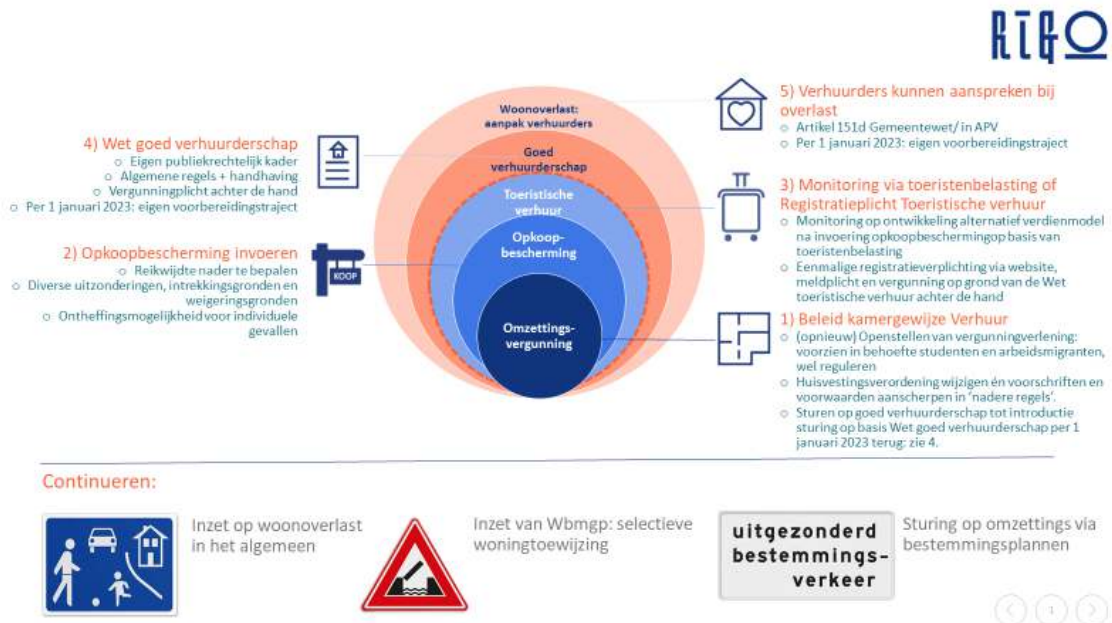 RIGO
Woonoverlast:
aanpak verhuurders
Goed
verhuurderschap
Toeristische
verhuur
Opkoop-
bescherming
Omzettings-
vergunning
4) Wet goed verhuurderschap
o Eigen publiekrechtelijk kader
o Algemene regels + handhaving
o Vergunningplicht achter de hand
o Per 1 januari 2023: eigen voorbereidingstraject
2) Opkoopbescherming invoeren
o Reikwijdte nader te bepalen
o Diverse uitzonderingen, intrekkingsgronden en
weigeringsgronden
o Ontheffingsmogelijkheid voor individuele
gevallen
KOOP
5) Verhuurders kunnen aanspreken bij
overlast
o Artikel 151d Gemeentewet/ in APV
o Per 1 januari 2023: eigen voorbereidingstraject
3) Monitoring via toeristenbelasting of
Registratieplicht Toeristische verhuur
o Monitoring op ontwikkeling alternatief verdienmodel
na invoering opkoopbeschermingop basis van
toeristenbelasting
o Eenmalige registratieverplichting via website,
meldplicht en vergunning op grond van de Wet
toeristische verhuur achter de hand
1) Beleid kamergewijze Verhuur
o (opnieuw) Openstellen van vergunningverlening:
voorzien in behoefte studenten en arbeidsmigranten,
wel reguleren
o Huisvestingsverordening wijzigen én voorschriften en
voorwaarden aanscherpen in 'nadere regels'.
o Sturen op goed verhuurderschap tot introductie
sturing op basis Wet goed verhuurderschap per 1
januari 2023 terug: zie 4.
Continueren:
Inzet op woonoverlast
in het algemeen
Inzet van Wbmgp: selectieve
woningtoewijzing
uitgezonderd
bestemmings-
verkeer
Sturing op omzettings via
bestemmingsplannen
1